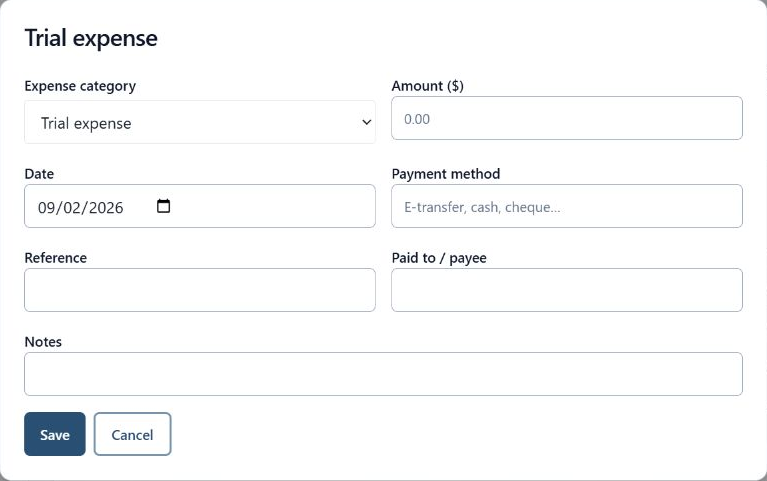 Trial expense
Expense category
Amount ($)
Trial expense
0.00
Date
Payment method
09/02/2026
E-transfer, cash, cheque...
Reference
Paid to / payee
Notes
Save
Cancel